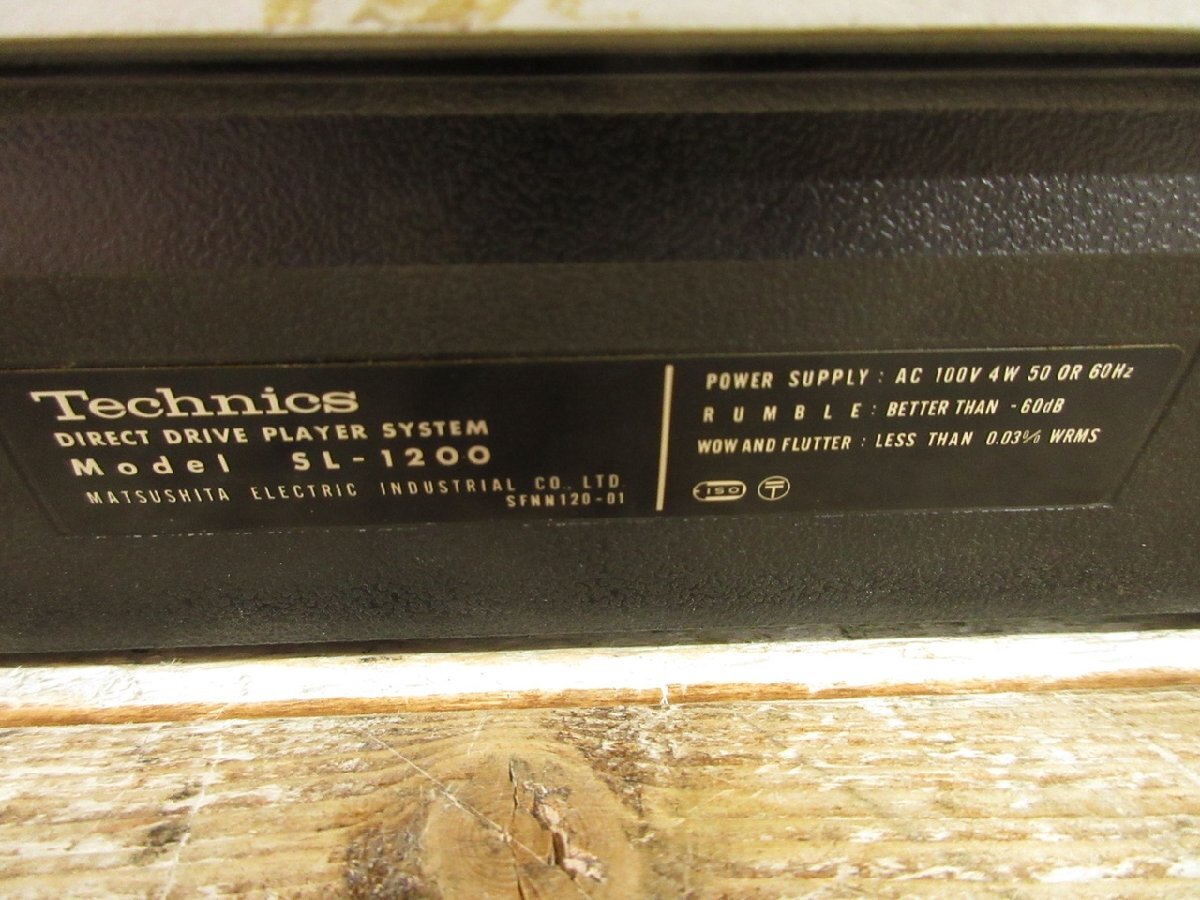 Technics
DIRECT DRIVE PLAYER SYSTEM
Model SL-1200
MATSUSHITA ELECTRIC INDUSTRIAL CO., LTD.
SFNN120-01
POWER SUPPLY : AC 100V 4W 50 OR 60Hz
RUMBLE : BETTER THAN -60dB
WOW AND FLUTTER : LESS THAN 0.03% WRMS
ISO